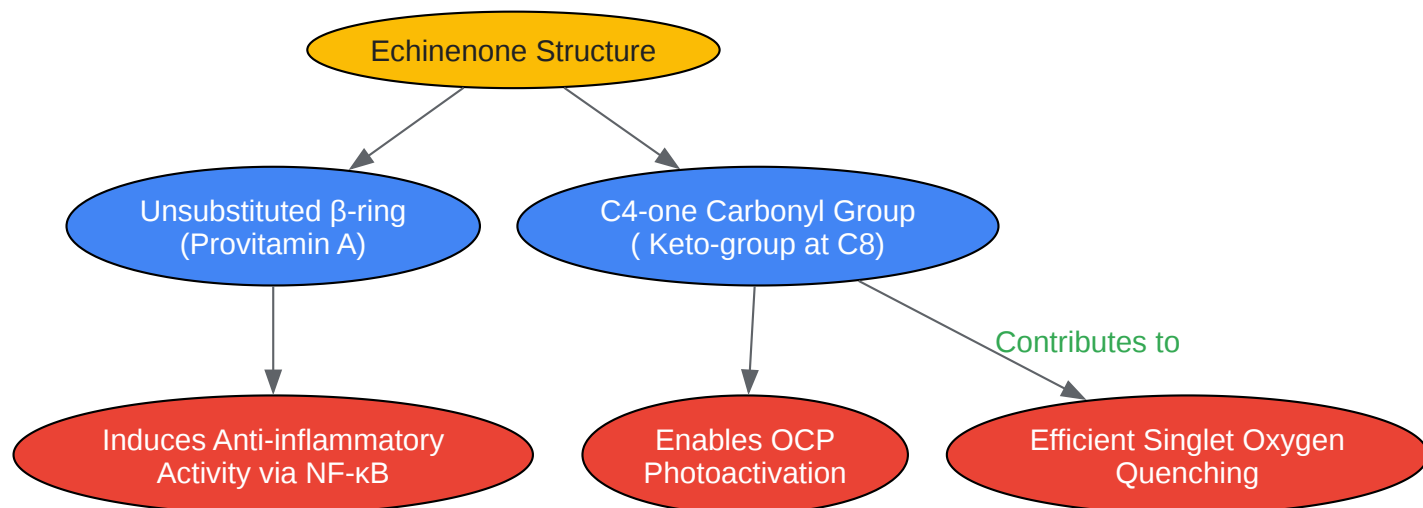 Echinenone Structure
Unsubstituted β-ring
(Provitamin A)
C4-one Carbonyl Group
( Keto-group at C8)
Contributes to
Induces Anti-inflammatory
Activity via NF-κB
Enables OCP
Photoactivation
Efficient Singlet Oxygen
Quenching